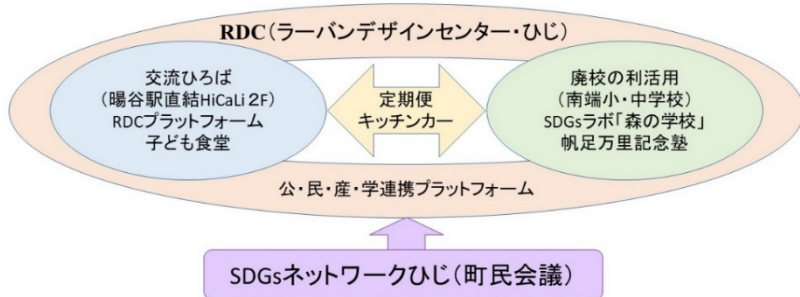 RDC(ラーバンデザインセンター・ひじ)
交流ひろば
(暘谷駅直結HiCaLi 2F)
RDCプラットフォーム
子ども食堂
定期便
キッチンカー
廃校の利活用
(南端小・中学校)
SDGsラボ「森の学校」
帆足万里記念塾
公・民・産・学連携プラットフォーム
SDGsネットワークひじ(町民会議)